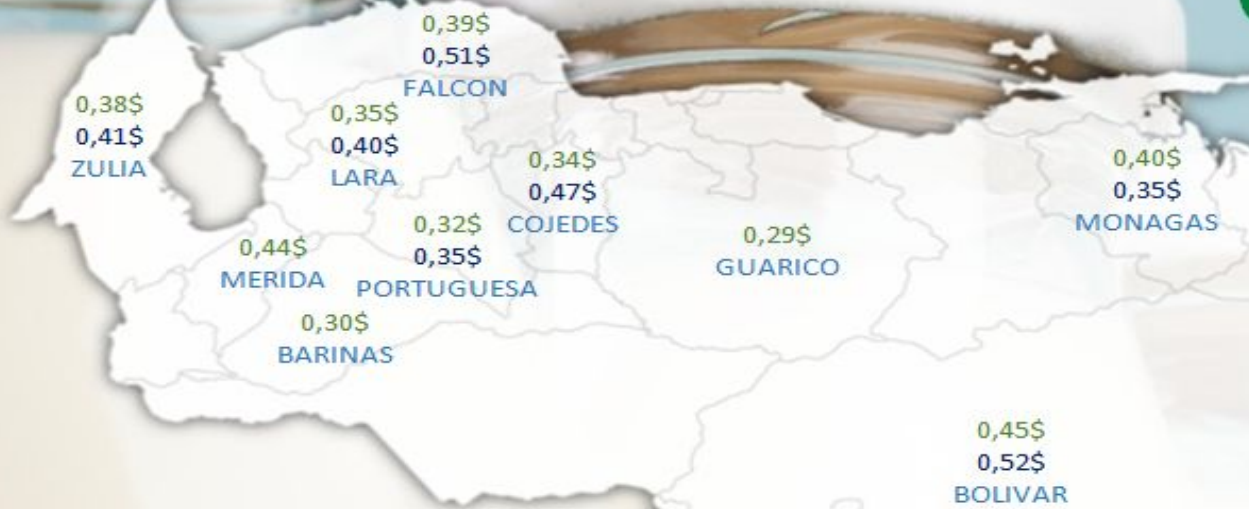 0,39$
0,51$
FALCON
0,38$
0,41$
ZULIA
0,35$
0,40$
LARA
0,34$
0,47$
COJEDES
0,40$
0,35$
MONAGAS
0,44$
MERIDA
0,32$
0,35$
PORTUGUESA
0,29$
GUARICO
0,30$
BARINAS
0,45$
0,52$
BOLIVAR